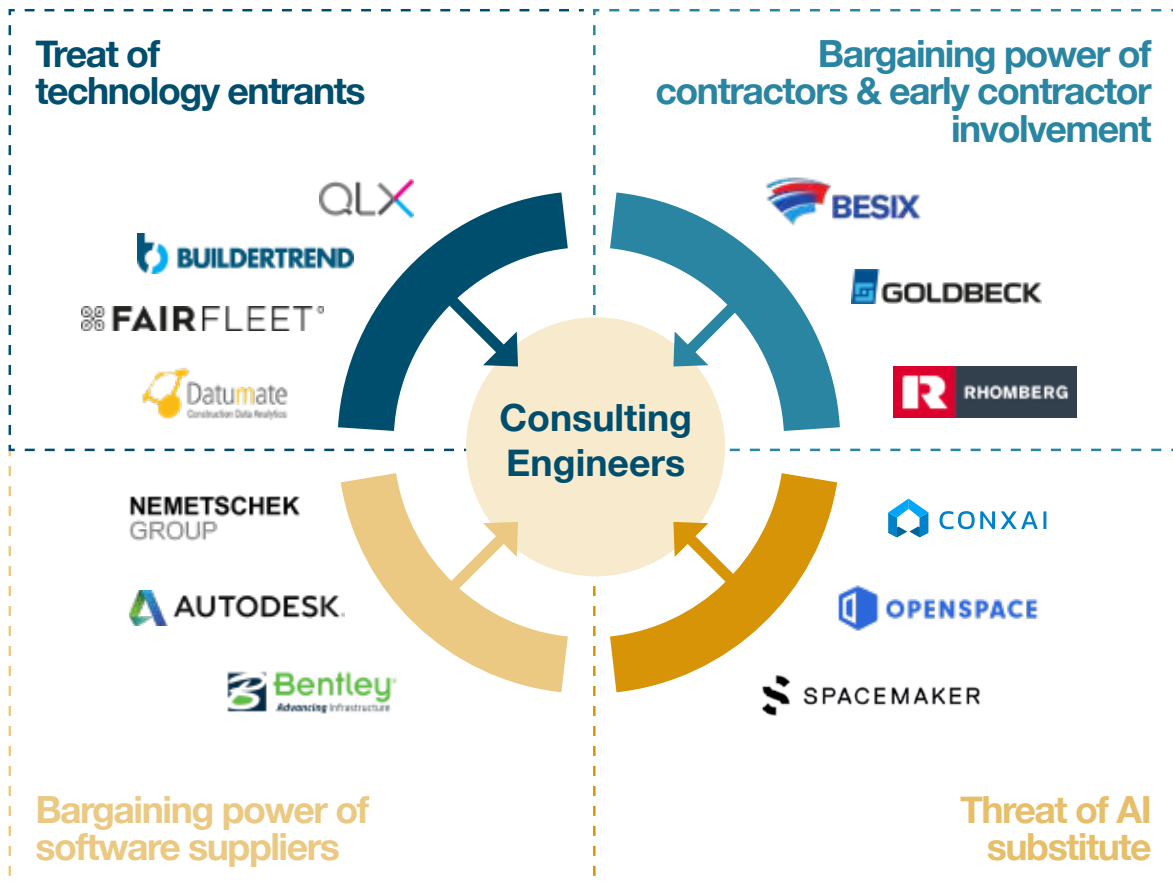 Treat of
technology entrants
Bargaining power of
contractors & early contractor
involvement
QLX
BUILDERTREND
FAIRFLEET°
Datumate
Construction Data Analytics
BESIX
GOLDBECK
R RHOMBERG
Consulting
Engineers
NEMETSCHEK
GROUP
AUTODESK.
Bentley®
Advancing Infrastructure
CONXAI
OPENSPACE
SPACEMAKER
Bargaining power of
software suppliers
Threat of AI
substitute